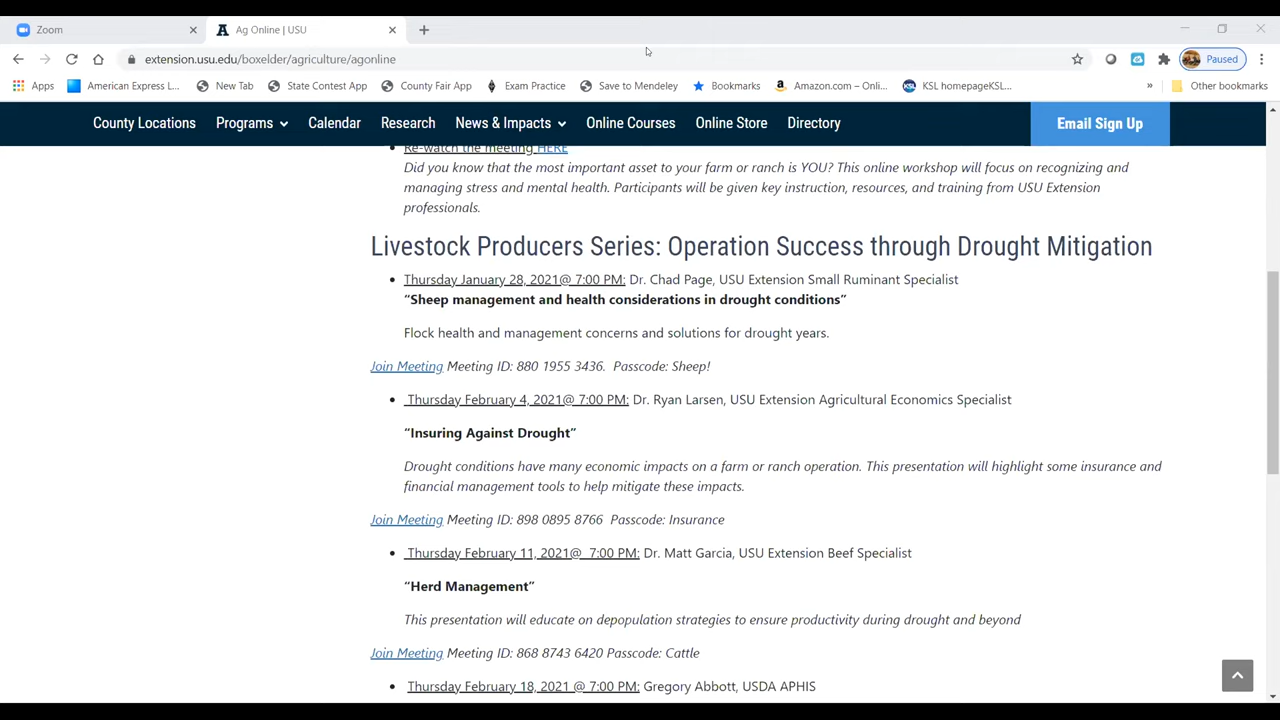 Zoom
Ag Online | USU
extension.usu.edu/boxelder/agriculture/agonline
Paused
Apps
American Express L...
New Tab
State Contest App
County Fair App
Exam Practice
Save to Mendeley
Bookmarks
Amazon.com – Onli...
KSL homepageKSL...
»
Other bookmarks
County Locations
Programs
Calendar
Research
News & Impacts
Online Courses
Online Store
Directory
Email Sign Up
Re-watch the meeting HERE
Did you know that the most important asset to your farm or ranch is YOU? This online workshop will focus on recognizing and
managing stress and mental health. Participants will be given key instruction, resources, and training from USU Extension
professionals.
Livestock Producers Series: Operation Success through Drought Mitigation
Thursday January 28, 2021@ 7:00 PM: Dr. Chad Page, USU Extension Small Ruminant Specialist
“Sheep management and health considerations in drought conditions”
Flock health and management concerns and solutions for drought years.
Join Meeting Meeting ID: 880 1955 3436. Passcode: Sheep!
Thursday February 4, 2021@ 7:00 PM: Dr. Ryan Larsen, USU Extension Agricultural Economics Specialist
“Insuring Against Drought”
Drought conditions have many economic impacts on a farm or ranch operation. This presentation will highlight some insurance and
financial management tools to help mitigate these impacts.
Join Meeting Meeting ID: 898 0895 8766 Passcode: Insurance
Thursday February 11, 2021@ 7:00 PM: Dr. Matt Garcia, USU Extension Beef Specialist
“Herd Management”
This presentation will educate on depopulation strategies to ensure productivity during drought and beyond
Join Meeting Meeting ID: 868 8743 6420 Passcode: Cattle
Thursday February 18, 2021 @ 7:00 PM: Gregory Abbott, USDA APHIS